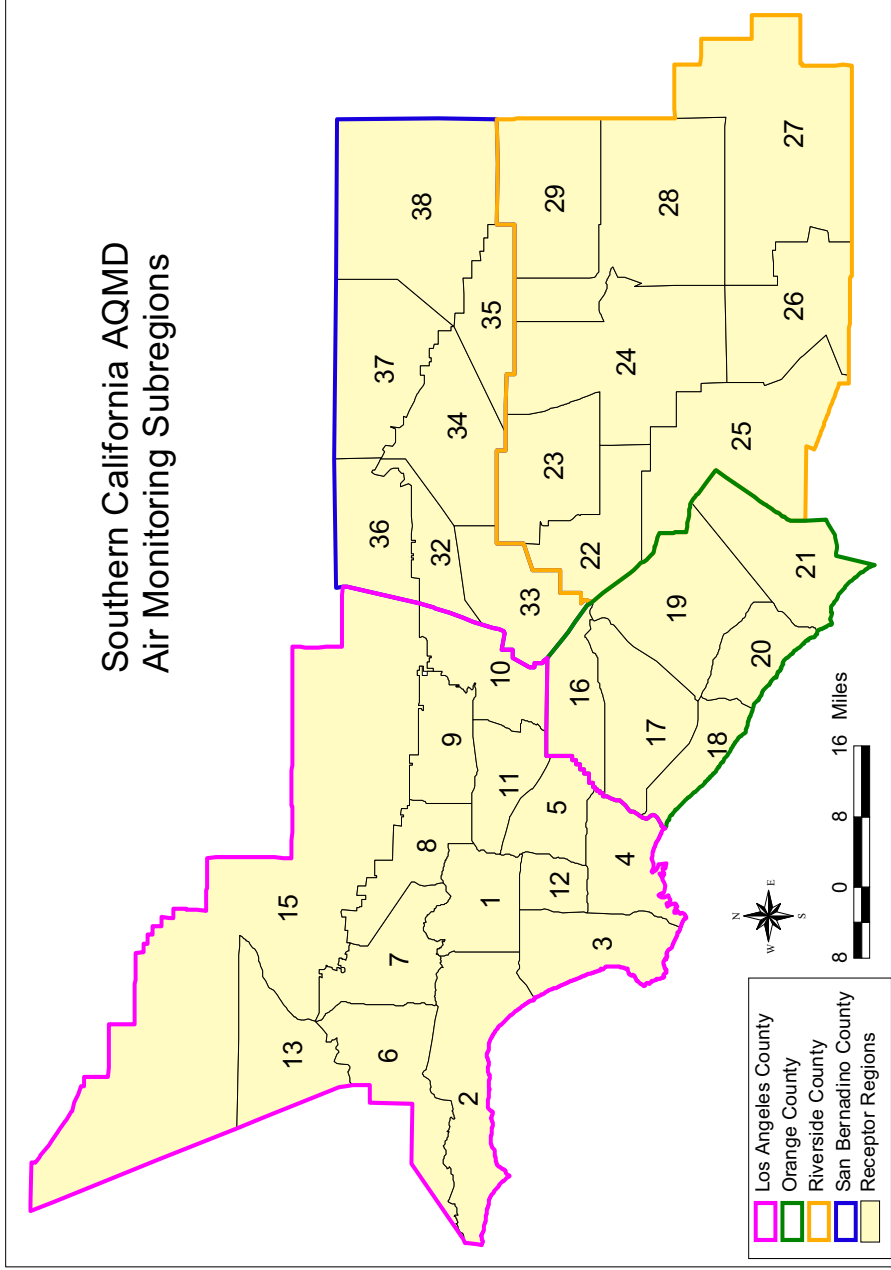 Southern California AQMD
Air Monitoring Subregions
15
13
6
7
2
8
9
1
3
12
11
5
4
10
36
37
38
32
34
35
33
16
17
18
19
20
21
22
23
24
25
26
27
28
29
N
W
E
S
8 0 8 16 Miles
Los Angeles County
Orange County
Riverside County
San Bernadino County
Receptor Regions